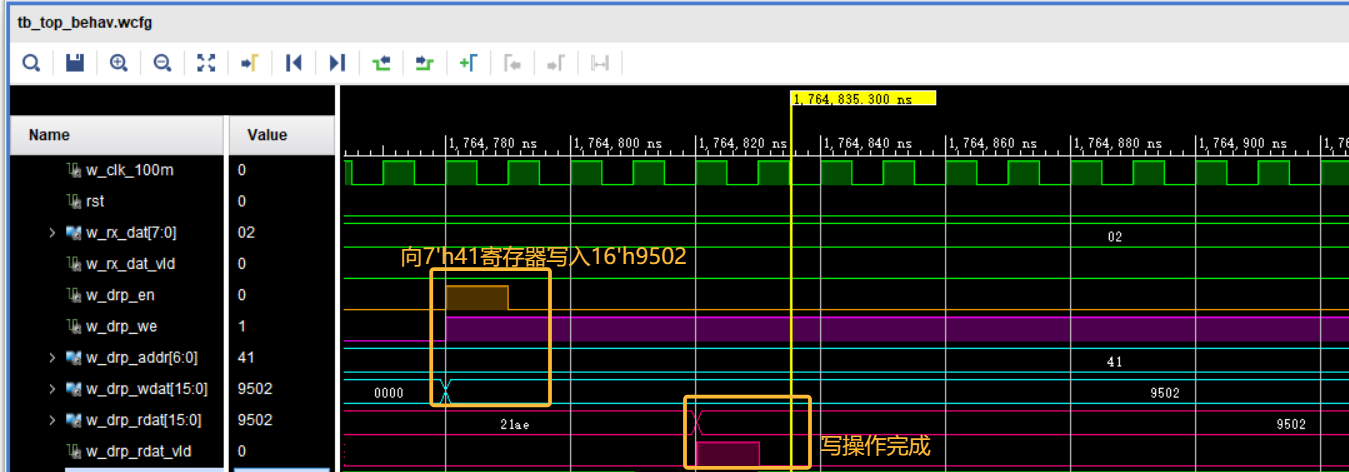 tb_top_behav.wcfg
1,764,835.300 ns
Name Value
1,764,780 ns 1,764,800 ns 1,764,820 ns 1,764,840 ns 1,764,860 ns 1,764,880 ns 1,764,900 ns 1,76
w_clk_100m 0
rst 0
w_rx_dat[7:0] 02 02
w_rx_dat_vld 0
向7'h41寄存器写入16'h9502
w_drp_en 0
w_drp_we 1
w_drp_addr[6:0] 41 41
w_drp_wdat[15:0] 9502 0000 9502
w_drp_rdat[15:0] 9502 21ae 9502
w_drp_rdat_vld 0
写操作完成